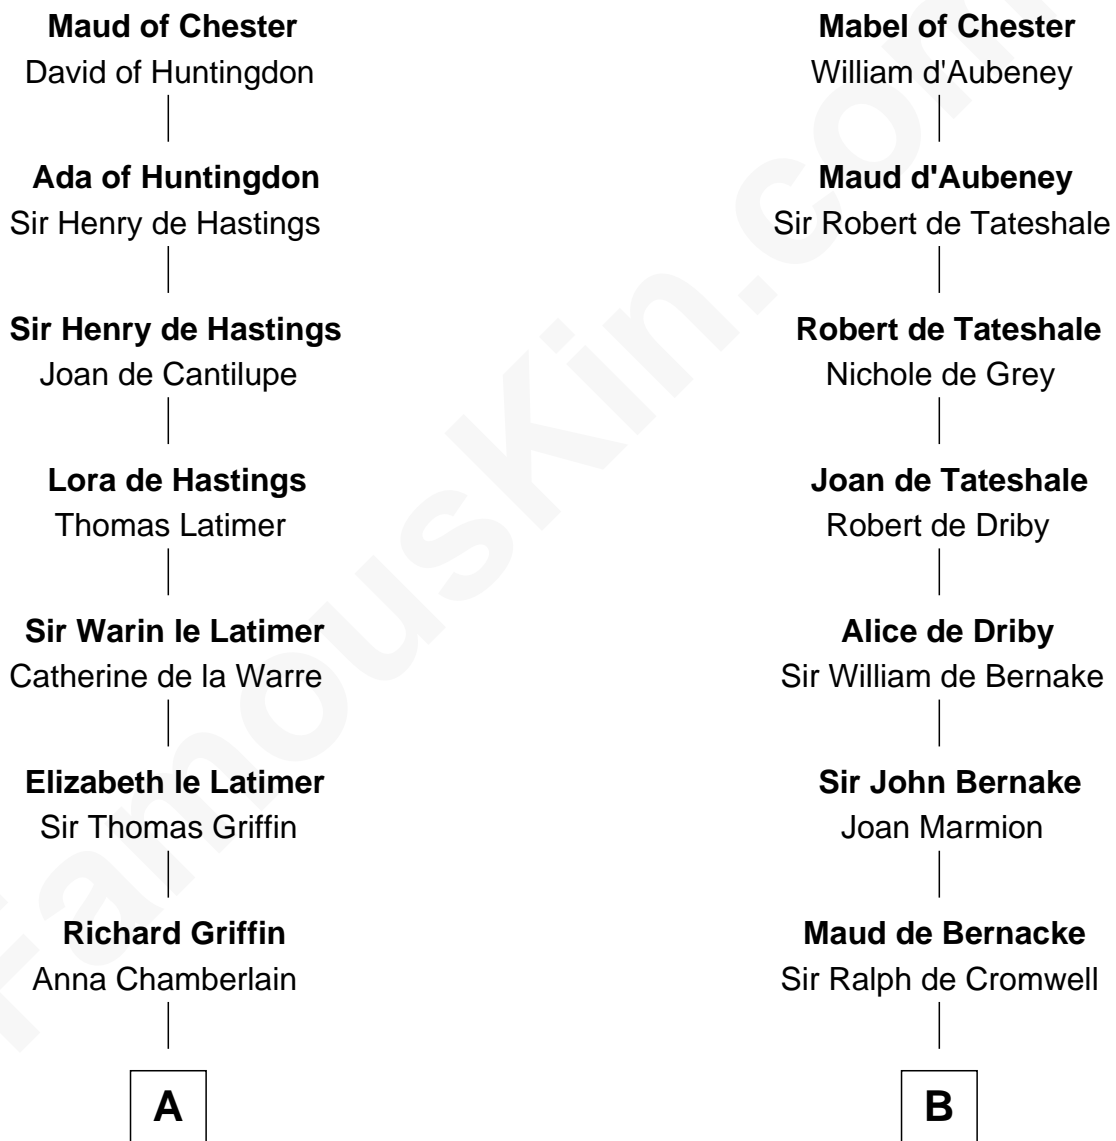 Maud of Chester
David of Huntingdon
Ada of Huntingdon
Sir Henry de Hastings
Sir Henry de Hastings
Joan de Cantilupe
Lora de Hastings
Thomas Latimer
Sir Warin le Latimer
Catherine de la Warre
Elizabeth le Latimer
Sir Thomas Griffin
Richard Griffin
Anna Chamberlain
A
Mabel of Chester
William d'Aubeney
Maud d'Aubeney
Sir Robert de Tateshale
Robert de Tateshale
Nichole de Grey
Joan de Tateshale
Robert de Driby
Alice de Driby
Sir William de Bernake
Sir John Bernake
Joan Marmion
Maud de Bernacke
Sir Ralph de Cromwell
B
FamousKin.com